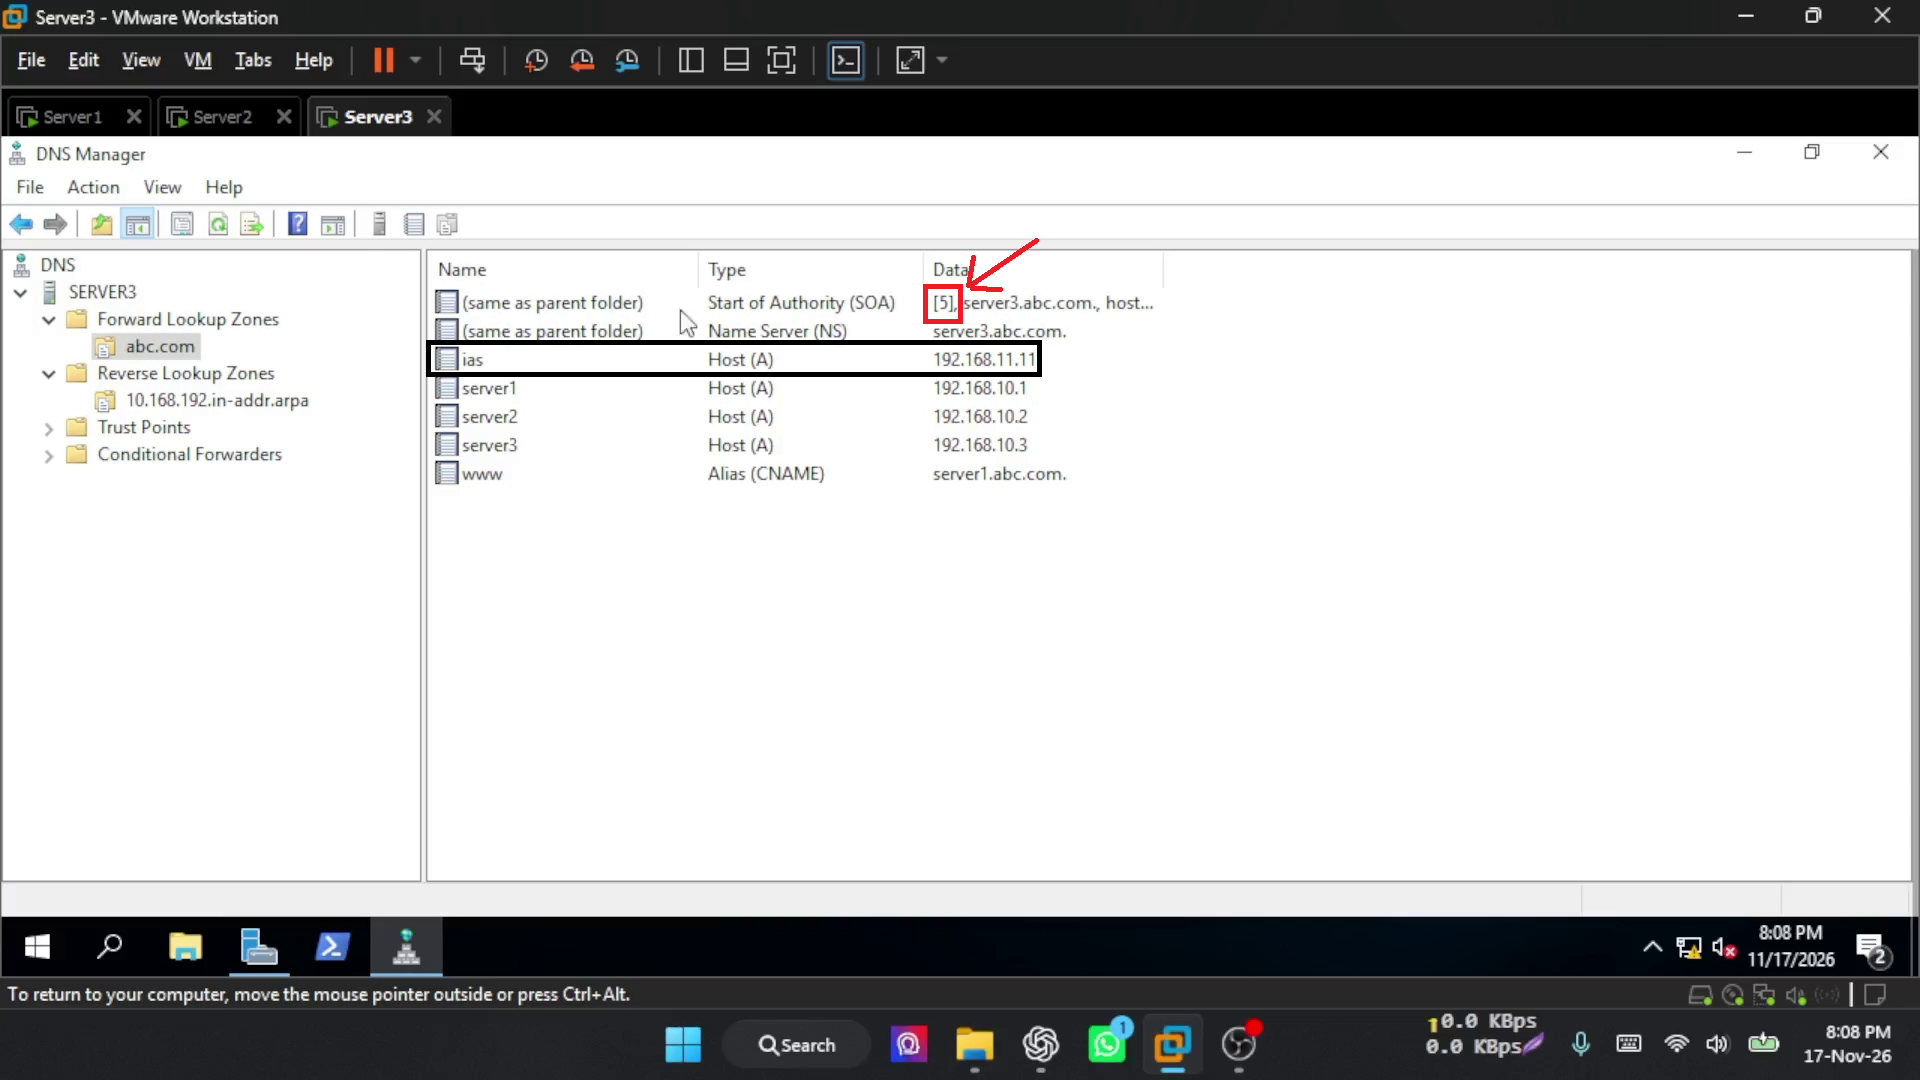 Server3 - VMware Workstation
File Edit View VM Tabs Help
Server1 Server2 Server3
DNS Manager
File Action View Help
DNS
SERVER3
Forward Lookup Zones
abc.com
Reverse Lookup Zones
10.168.192.in-addr.arpa
Trust Points
Conditional Forwarders
Name Type Data
(same as parent folder) Start of Authority (SOA) [5], server3.abc.com., host...
(same as parent folder) Name Server (NS) server3.abc.com.
ias Host (A) 192.168.11.11
server1 Host (A) 192.168.10.1
server2 Host (A) 192.168.10.2
server3 Host (A) 192.168.10.3
www Alias (CNAME) server1.abc.com.
8:08 PM
11/17/2026
2
To return to your computer, move the mouse pointer outside or press Ctrl+Alt.
Search
1
0.0 KBps
0.0 KBps
8:08 PM
17-Nov-26